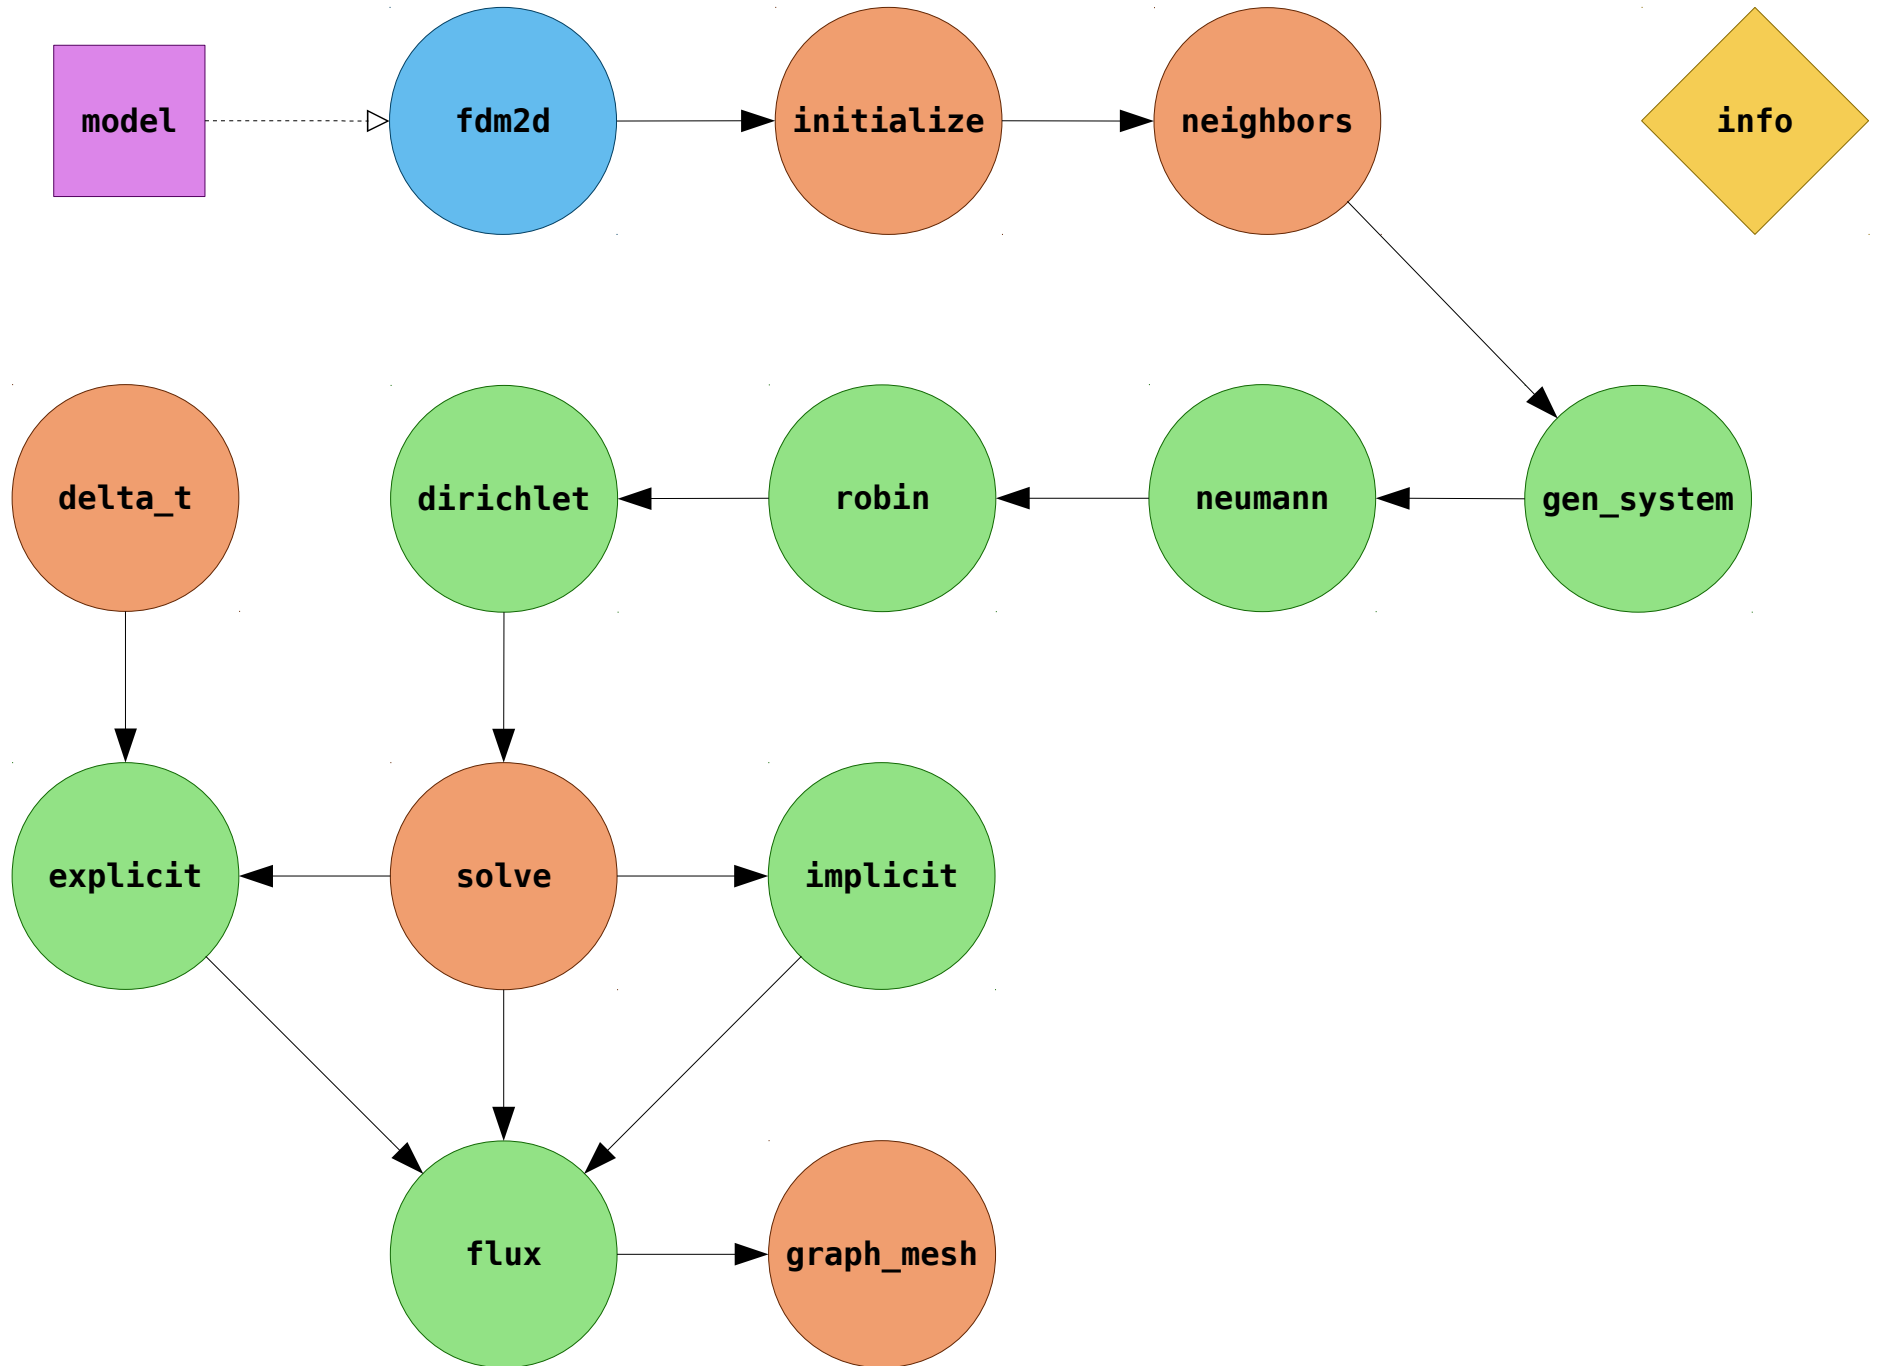 model
fdm2d
initialize
neighbors
info
delta_t
dirichlet
robin
neumann
gen_system
explicit
solve
implicit
flux
graph_mesh